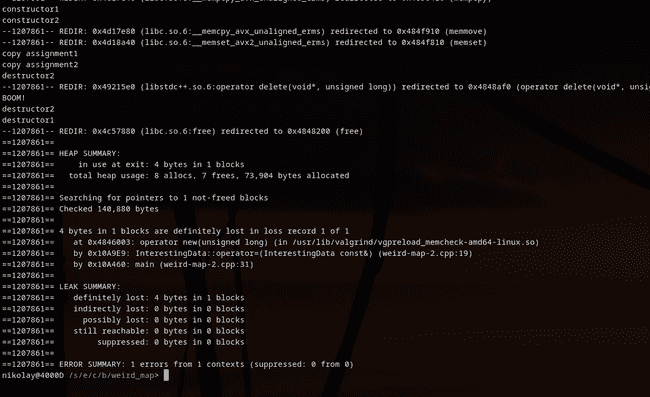 constructor1
constructor2
--1207861-- REDIR: 0x4d17e80 (libc.so.6:__memcpy_avx_unaligned_erms) redirected to 0x484f910 (memmove)
--1207861-- REDIR: 0x4d18a40 (libc.so.6:__memset_avx2_unaligned_erms) redirected to 0x484f810 (memset)
copy assignment1
copy assignment2
destructor2
--1207861-- REDIR: 0x49215e0 (libstdc++.so.6:operator delete(void*, unsigned long)) redirected to 0x4848af0 (operator delete(void*, unsi
BOOM!
destructor2
destructor1
--1207861-- REDIR: 0x4c57880 (libc.so.6:free) redirected to 0x4848200 (free)
==1207861==
==1207861== HEAP SUMMARY:
==1207861==     in use at exit: 4 bytes in 1 blocks
==1207861==   total heap usage: 8 allocs, 7 frees, 73,904 bytes allocated
==1207861==
==1207861== Searching for pointers to 1 not-freed blocks
==1207861== Checked 140,880 bytes
==1207861==
==1207861== 4 bytes in 1 blocks are definitely lost in loss record 1 of 1
==1207861==    at 0x4846003: operator new(unsigned long) (in /usr/lib/valgrind/vgpreload_memcheck-amd64-linux.so)
==1207861==    by 0x10A9E9: InterestingData::operator=(InterestingData const&) (weird-map-2.cpp:19)
==1207861==    by 0x10A460: main (weird-map-2.cpp:31)
==1207861==
==1207861== LEAK SUMMARY:
==1207861==    definitely lost: 4 bytes in 1 blocks
==1207861==    indirectly lost: 0 bytes in 0 blocks
==1207861==      possibly lost: 0 bytes in 0 blocks
==1207861==    still reachable: 0 bytes in 0 blocks
==1207861==         suppressed: 0 bytes in 0 blocks
==1207861==
==1207861== ERROR SUMMARY: 1 errors from 1 contexts (suppressed: 0 from 0)
nikolay@4000D /s/e/c/b/weird_map>